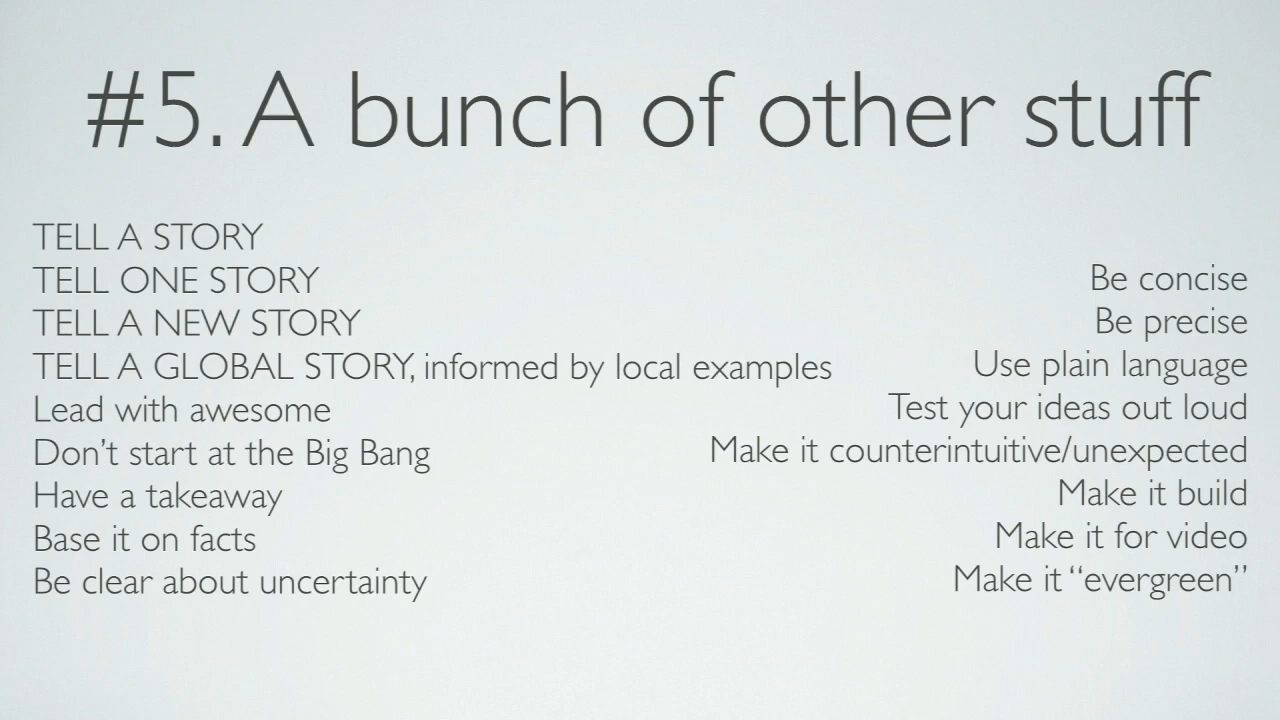 #5. A bunch of other stuff
TELL A STORY
TELL ONE STORY
TELL A NEW STORY
TELL A GLOBAL STORY, informed by local examples
Lead with awesome
Don’t start at the Big Bang
Have a takeaway
Base it on facts
Be clear about uncertainty
Be concise
Be precise
Use plain language
Test your ideas out loud
Make it counterintuitive/unexpected
Make it build
Make it for video
Make it “evergreen”